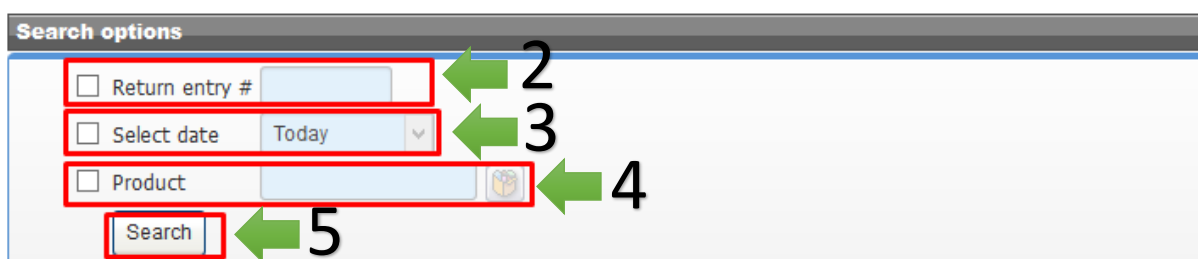 Search options
Return entry # 2
Select date Today 3
Product 4
Search 5